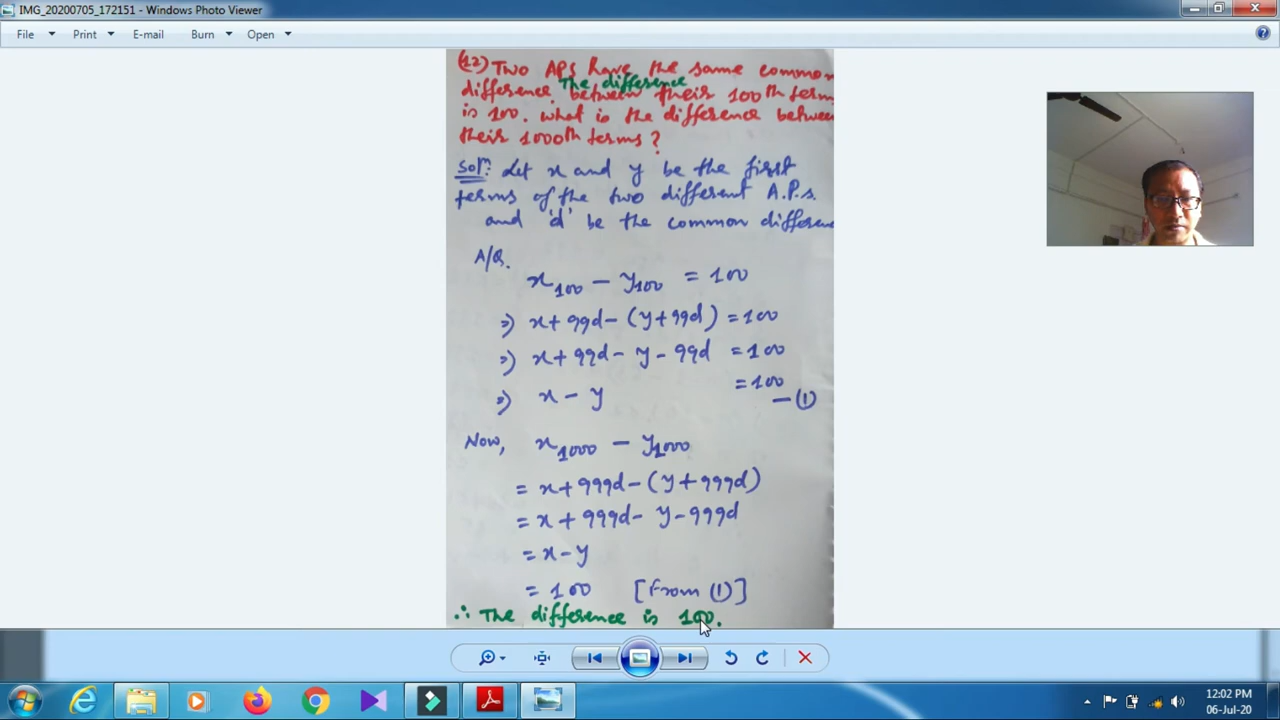 IMG_20200705_172151 - Windows Photo Viewer
File Print E-mail Burn Open
(12) Two APs have the same common
The difference
difference. between their 100th terms
is 100. what is the difference between
their 1000th terms?
Solⁿ: Let x and y be the first
terms of the two different A.P.s.
and 'd' be the common differenc
A/Q.
x₁₀₀ - y₁₀₀ = 100
⇒) x + 99d - (y + 99d) = 100
⇒) x + 99d - y - 99d = 100
⇒) x - y = 100 - (1)
Now, x₁₀₀₀ - y₁₀₀₀
= x + 999d - (y + 999d)
= x + 999d - y - 999d
= x - y
= 100 [From (1)]
∴ The difference is 100.
12:02 PM
06-Jul-20